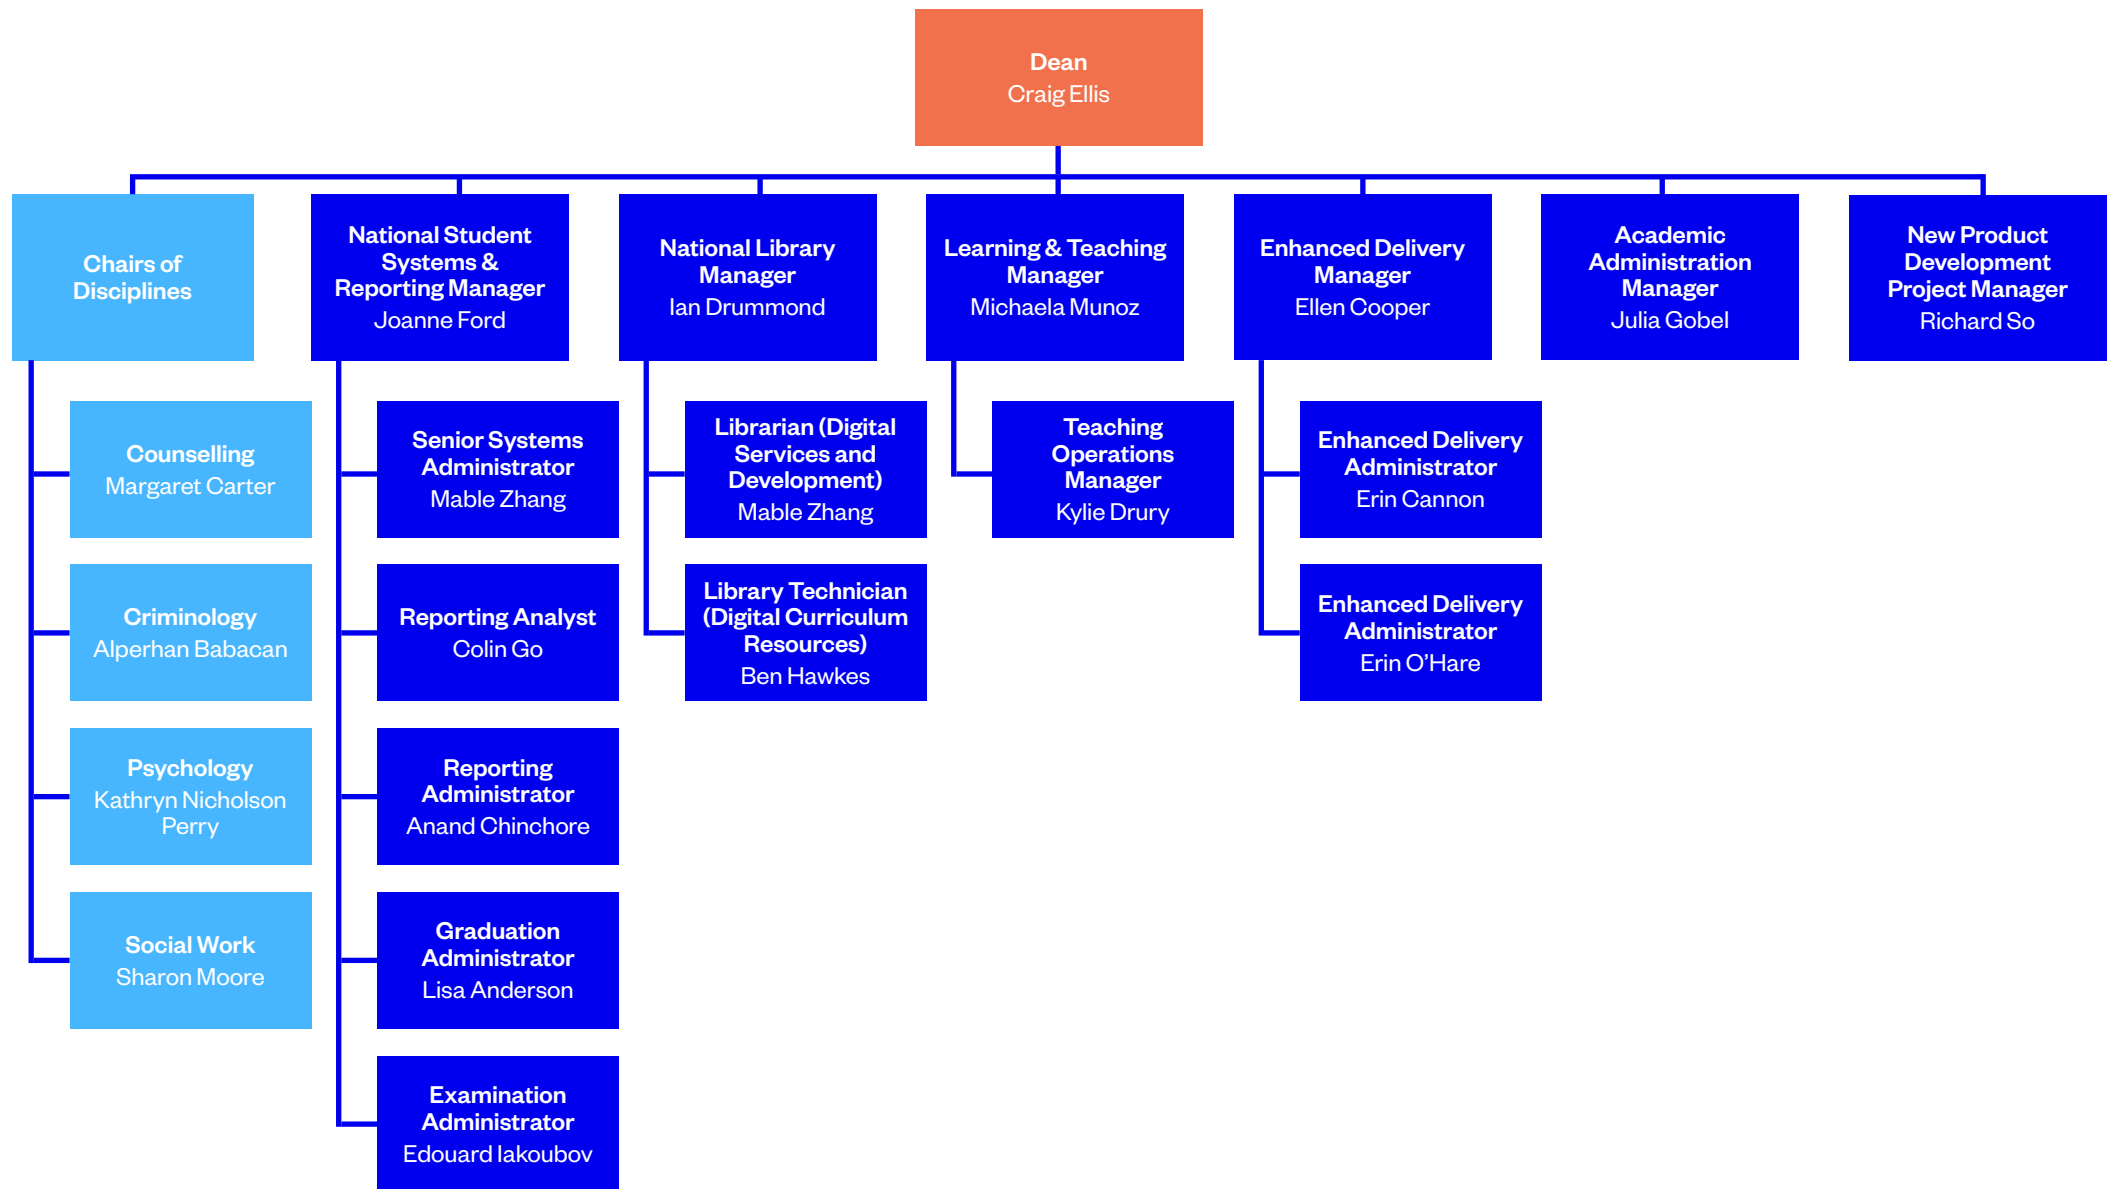 Dean
Craig Ellis
Chairs of
Disciplines
National Student
Systems &
Reporting Manager
Joanne Ford
National Library
Manager
Ian Drummond
Learning & Teaching
Manager
Michaela Munoz
Enhanced Delivery
Manager
Ellen Cooper
Academic
Administration
Manager
Julia Gobel
New Product
Development
Project Manager
Richard So
Counselling
Margaret Carter
Senior Systems
Administrator
Mable Zhang
Librarian (Digital
Services and
Development)
Mable Zhang
Teaching
Operations
Manager
Kylie Drury
Enhanced Delivery
Administrator
Erin Cannon
Criminology
Alperhan Babacan
Reporting Analyst
Colin Go
Library Technician
(Digital Curriculum
Resources)
Ben Hawkes
Enhanced Delivery
Administrator
Erin O’Hare
Psychology
Kathryn Nicholson
Perry
Reporting
Administrator
Anand Chinchore
Social Work
Sharon Moore
Graduation
Administrator
Lisa Anderson
Examination
Administrator
Edouard Iakoubov